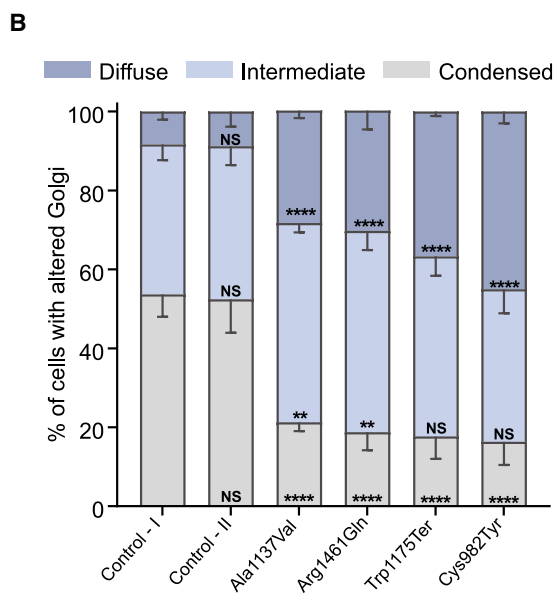 B
Diffuse Intermediate Condensed
% of cells with altered Golgi
100
80
60
40
20
0
NS
NS
NS
****
**
****
****
**
****
****
NS
****
****
NS
****
Control - I
Control - II
Ala1137Val
Arg1461Gln
Trp1175Ter
Cys982Tyr